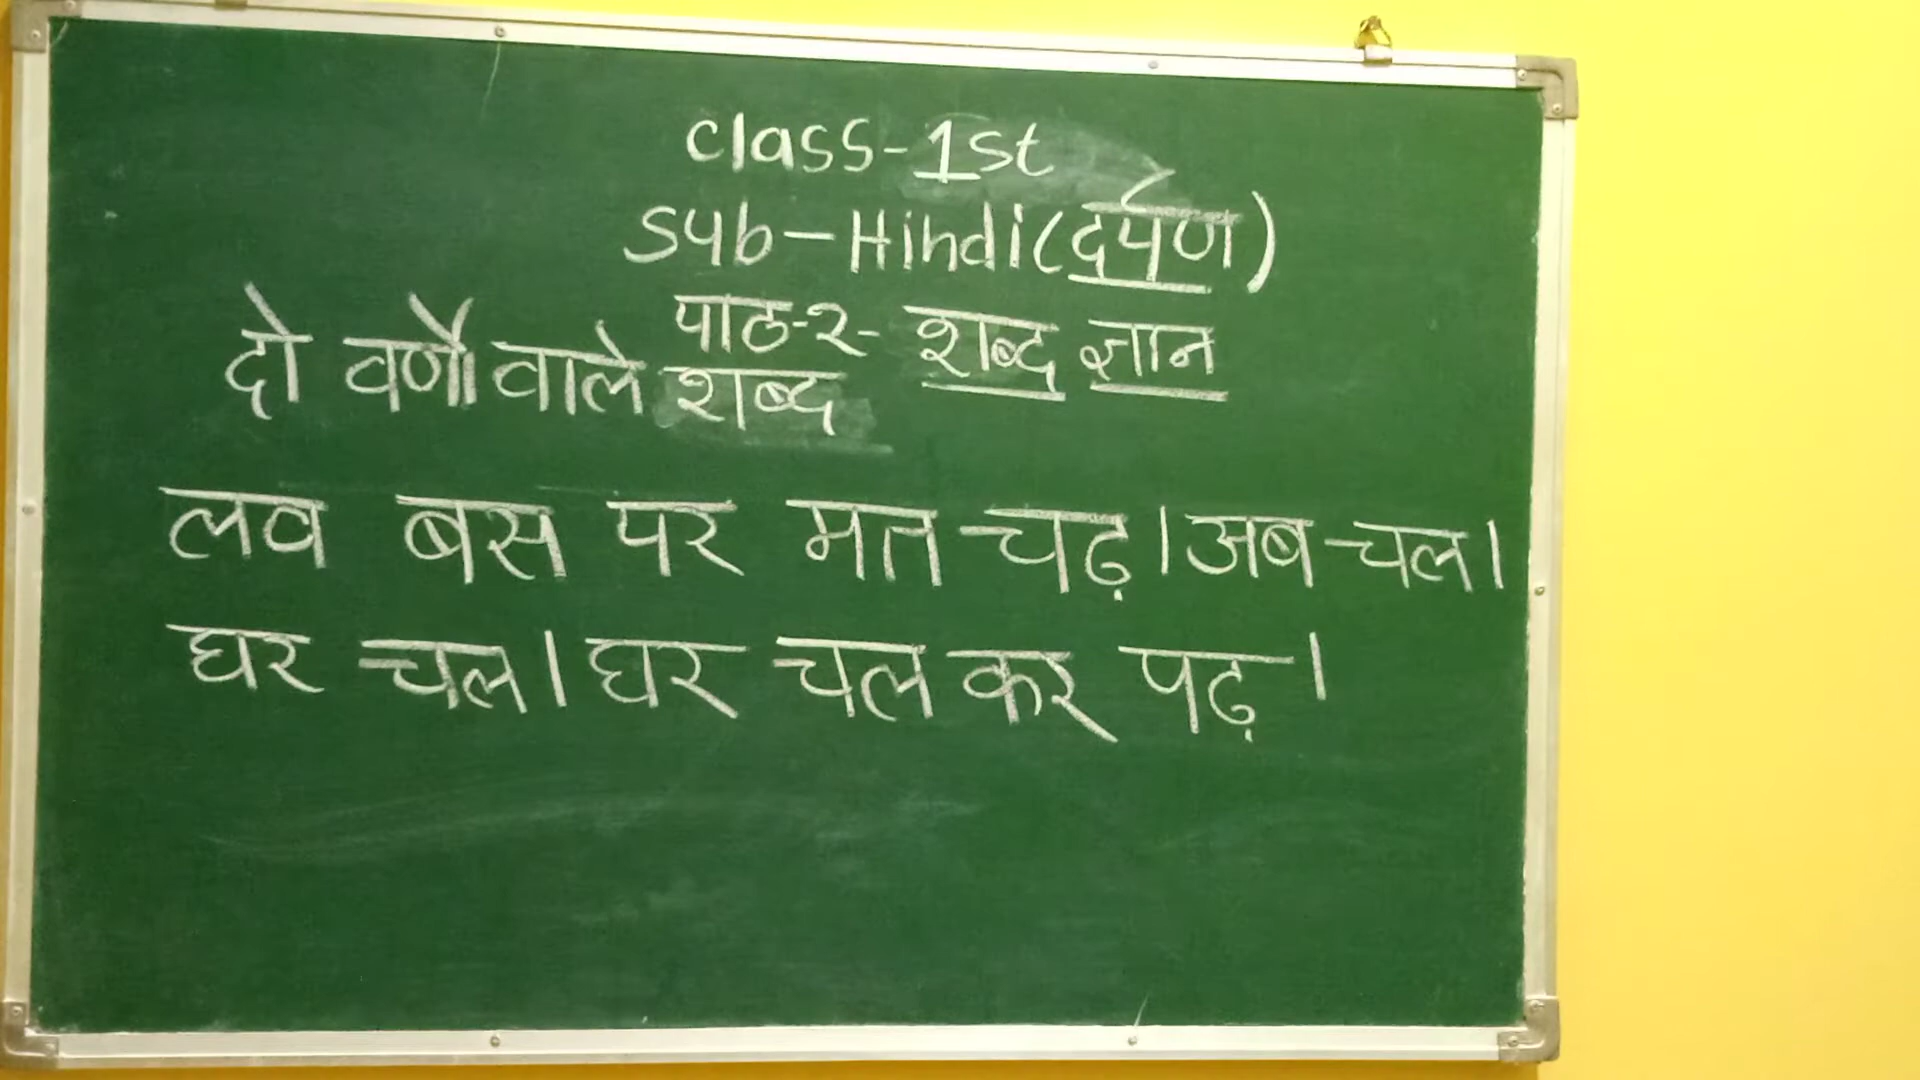 class-1st
Sub-Hindi(दर्पण)
पाठ-२- शब्द ज्ञान
दो वर्णों वाले शब्द
लव बस पर मत चढ़। अब चल।
घर चल। घर चल कर पढ़।